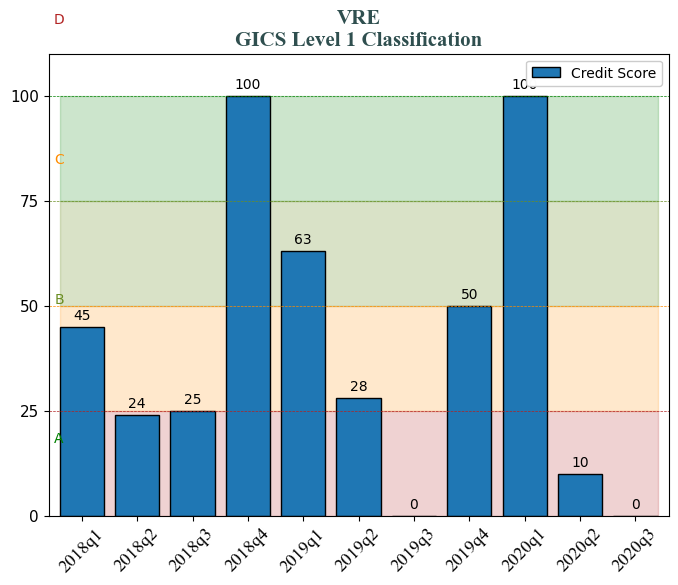 D
VRE
GICS Level 1 Classification
Credit Score
100
75
50
25
0
C
B
A
45
24
25
100
63
28
0
50
100
10
0
2018q1
2018q2
2018q3
2018q4
2019q1
2019q2
2019q3
2019q4
2020q1
2020q2
2020q3